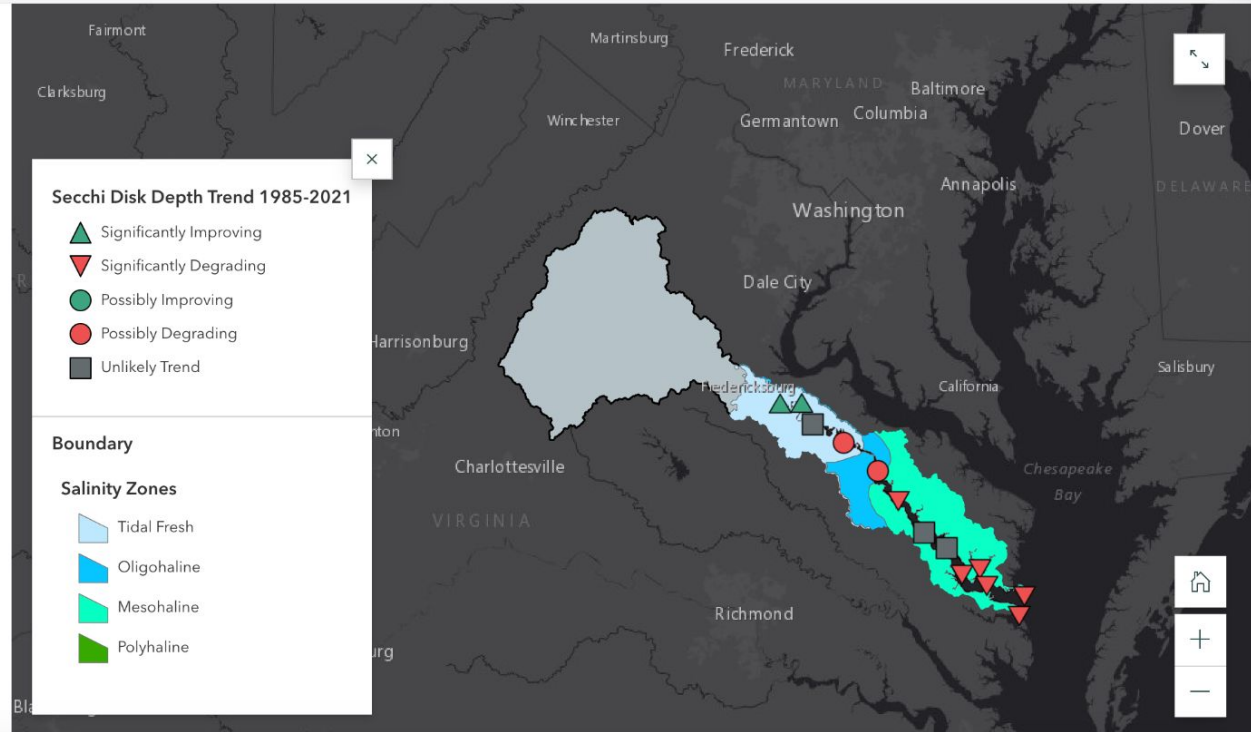 Fairmont
Martinsburg
Frederick
MARYLAND
Clarksburg
Baltimore
Winchester
Germantown
Columbia
Dover
Annapolis
DELAWARE
Secchi Disk Depth Trend 1985-2021
Significantly Improving
Significantly Degrading
Possibly Improving
Possibly Degrading
Unlikely Trend
Washington
Dale City
Harrisonburg
Salisbury
Fredericksburg
California
nton
Charlottesville
Chesapeake
Bay
VIRGINIA
Boundary
Salinity Zones
Tidal Fresh
Oligohaline
Mesohaline
Polyhaline
Richmond
urg